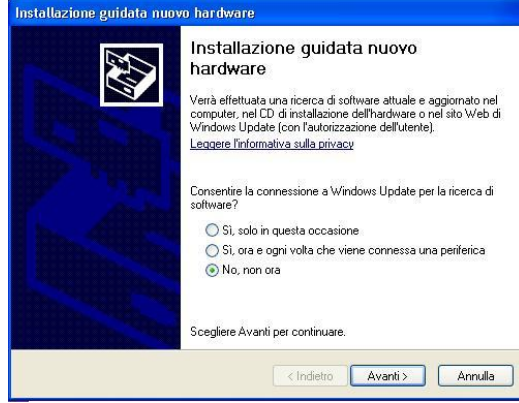 Installazione guidata nuovo hardware
Installazione guidata nuovo
hardware
Verrà effettuata una ricerca di software attuale e aggiornato nel
computer, nel CD di installazione dell'hardware o nel sito Web di
Windows Update (con l'autorizzazione dell'utente).
Leggere l'informativa sulla privacy
Consentire la connessione a Windows Update per la ricerca di
software?
Sì, solo in questa occasione
Sì, ora e ogni volta che viene connessa una periferica
No, non ora
Scegliere Avanti per continuare.
< Indietro Avanti > Annulla